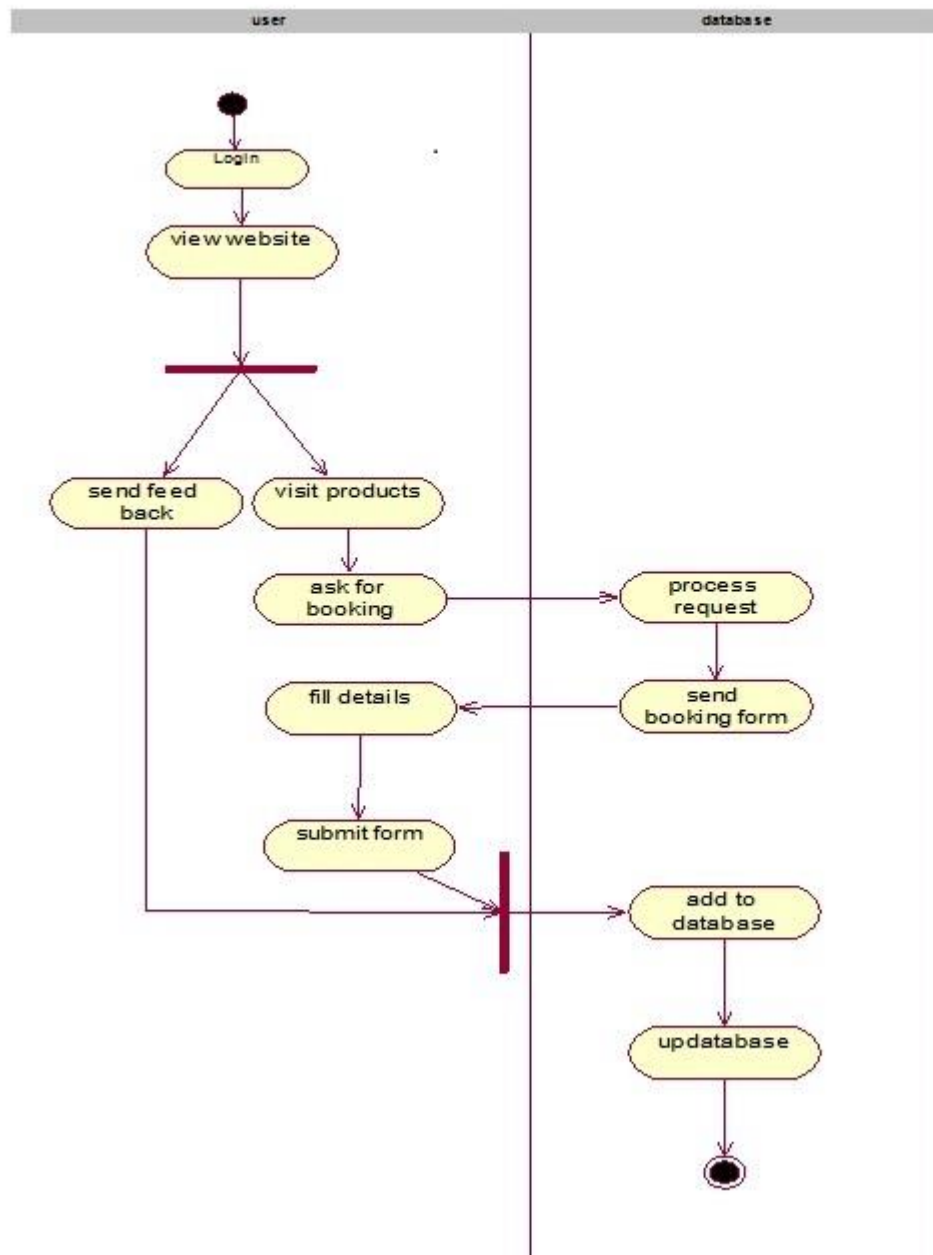 user
database
Login
view website
send feed
back
visit products
ask for
booking
process
request
send
booking form
fill details
submit form
add to
database
updatabase